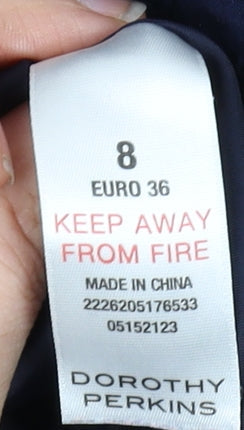 8
EURO 36
KEEP AWAY
FROM FIRE
MADE IN CHINA
2226205176533
05152123
DOROTHY
PERKINS